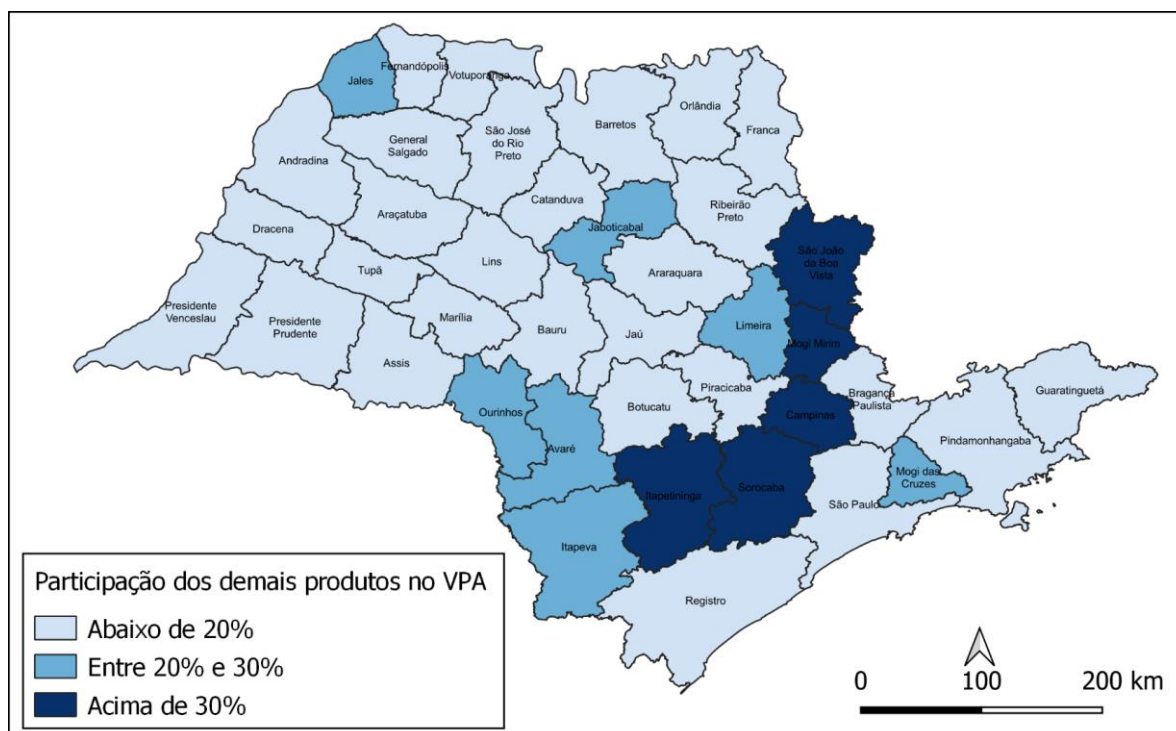 Jales
Fernandópolis
Votuporanga
Orlândia
Franca
Barretos
São José
do Rio
Preto
General
Salgado
Andradina
Catanduva
Ribeirão
Preto
Araçatuba
Jaboticabal
Dracena
São João
da Boa
Vista
Lins
Araraquara
Tupã
Presidente
Venceslau
Presidente
Prudente
Marília
Bauru
Jaú
Limeira
Mogi Mirim
Assis
Piracicaba
Bragança
Paulista
Guaratinguetá
Ourinhos
Botucatu
Campinas
Pindamonhangaba
Avaré
Mogi das
Cruzes
Itapetininga
Sorocaba
São Paulo
Itapeva
Registro
Participação dos demais produtos no VPA
Abaixo de 20%
Entre 20% e 30%
Acima de 30%
0 100 200 km